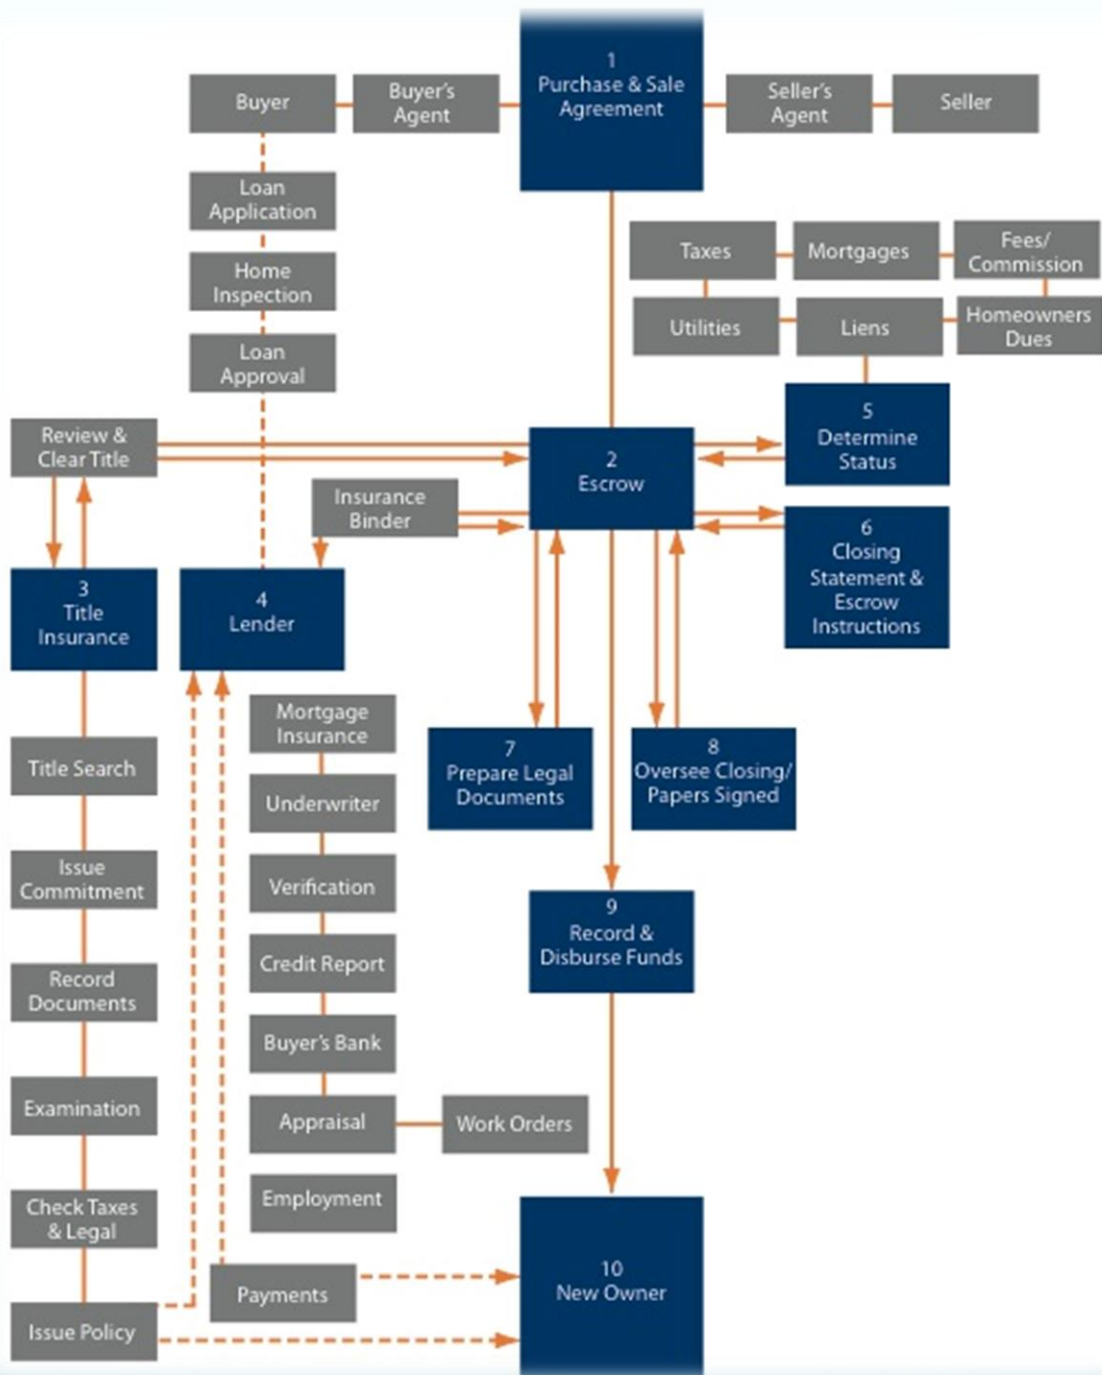 1
Purchase & Sale
Agreement
Buyer
Buyer's
Agent
Seller's
Agent
Seller
Loan
Application
Home
Inspection
Loan
Approval
Taxes
Mortgages
Fees/
Commission
Utilities
Liens
Homeowners
Dues
5
Determine
Status
Review &
Clear Title
2
Escrow
Insurance
Binder
6
Closing
Statement &
Escrow
Instructions
3
Title
Insurance
4
Lender
Mortgage
Insurance
7
Prepare Legal
Documents
8
Oversee Closing/
Papers Signed
Title Search
Underwriter
Issue
Commitment
Verification
9
Record &
Disburse Funds
Credit Report
Record
Documents
Buyer's Bank
Examination
Appraisal
Work Orders
Employment
Check Taxes
& Legal
Payments
10
New Owner
Issue Policy